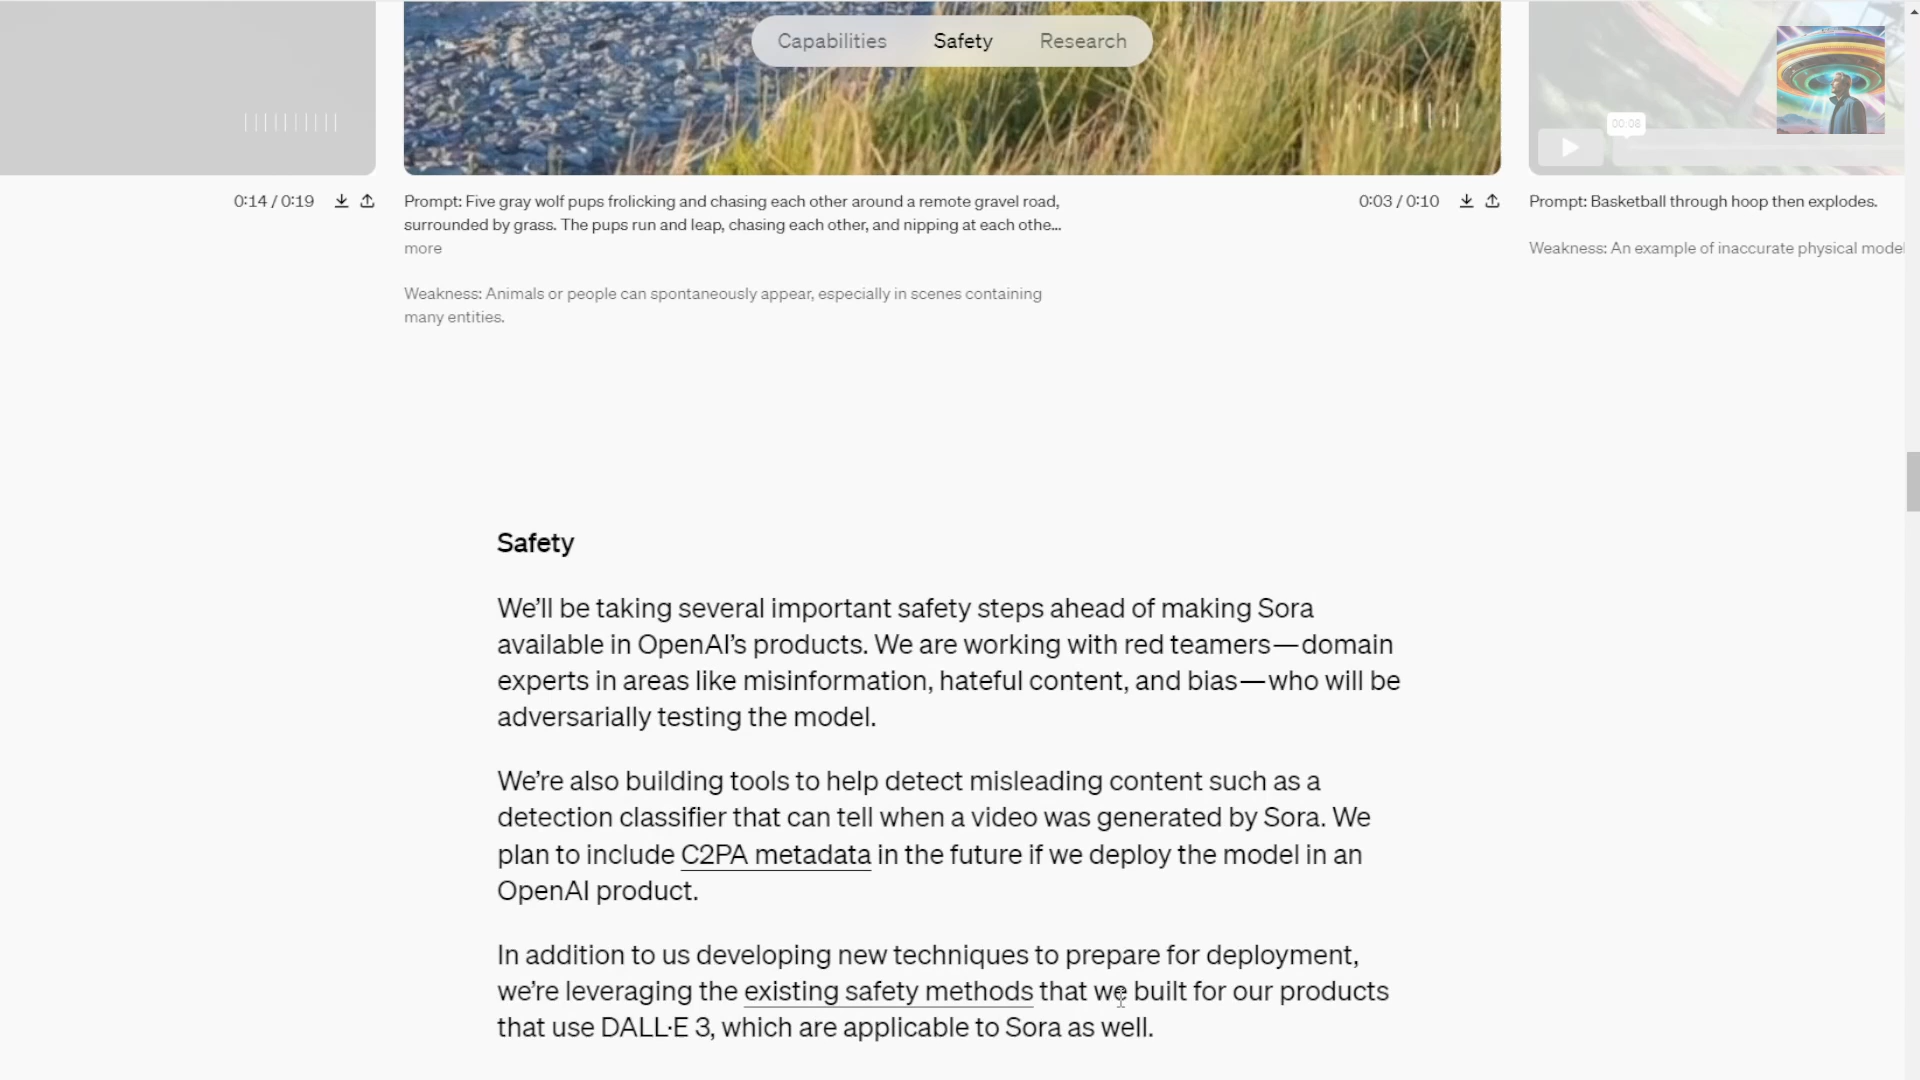 Capabilities Safety Research
00:08
0:14 / 0:19
Prompt: Five gray wolf pups frolicking and chasing each other around a remote gravel road,
surrounded by grass. The pups run and leap, chasing each other, and nipping at each othe...
more
Weakness: Animals or people can spontaneously appear, especially in scenes containing
many entities.
0:03 / 0:10
Prompt: Basketball through hoop then explodes.
Weakness: An example of inaccurate physical model
Safety
We’ll be taking several important safety steps ahead of making Sora
available in OpenAI’s products. We are working with red teamers—domain
experts in areas like misinformation, hateful content, and bias—who will be
adversarially testing the model.
We’re also building tools to help detect misleading content such as a
detection classifier that can tell when a video was generated by Sora. We
plan to include C2PA metadata in the future if we deploy the model in an
OpenAI product.
In addition to us developing new techniques to prepare for deployment,
we’re leveraging the existing safety methods that we built for our products
that use DALL·E 3, which are applicable to Sora as well.